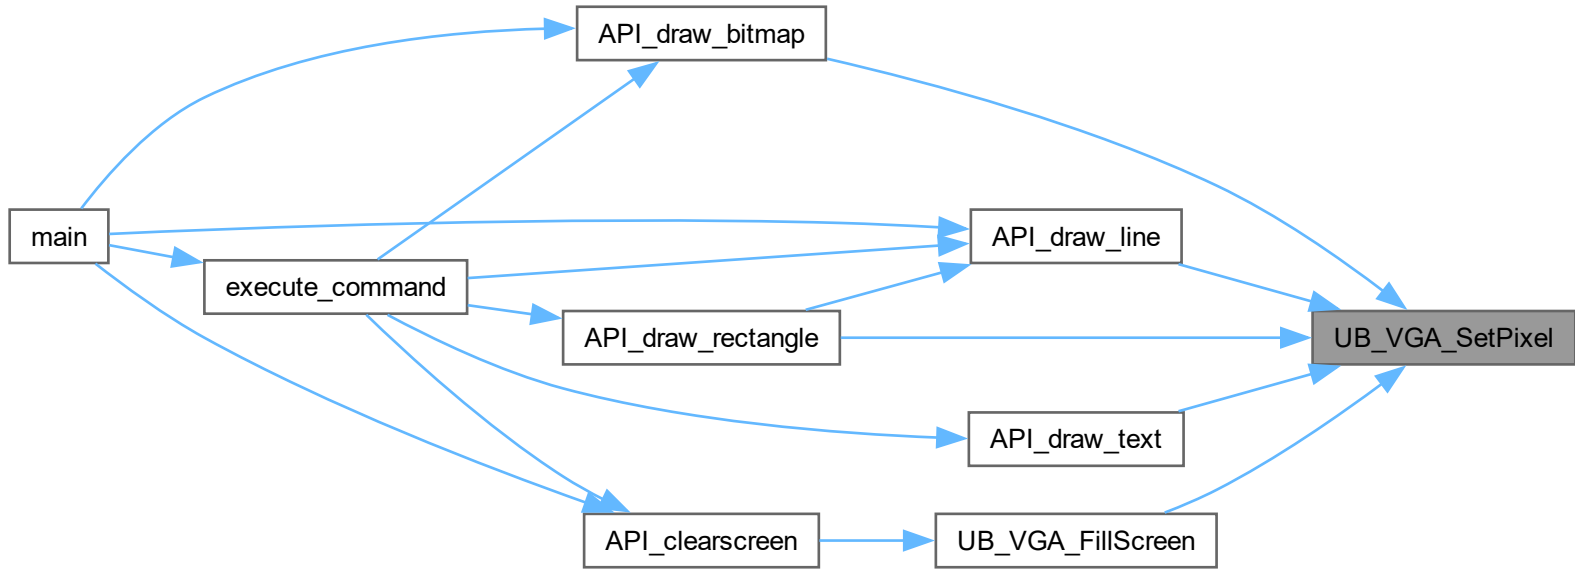 API_draw_bitmap
main
API_draw_line
execute_command
API_draw_rectangle
UB_VGA_SetPixel
API_draw_text
API_clearscreen
UB_VGA_FillScreen